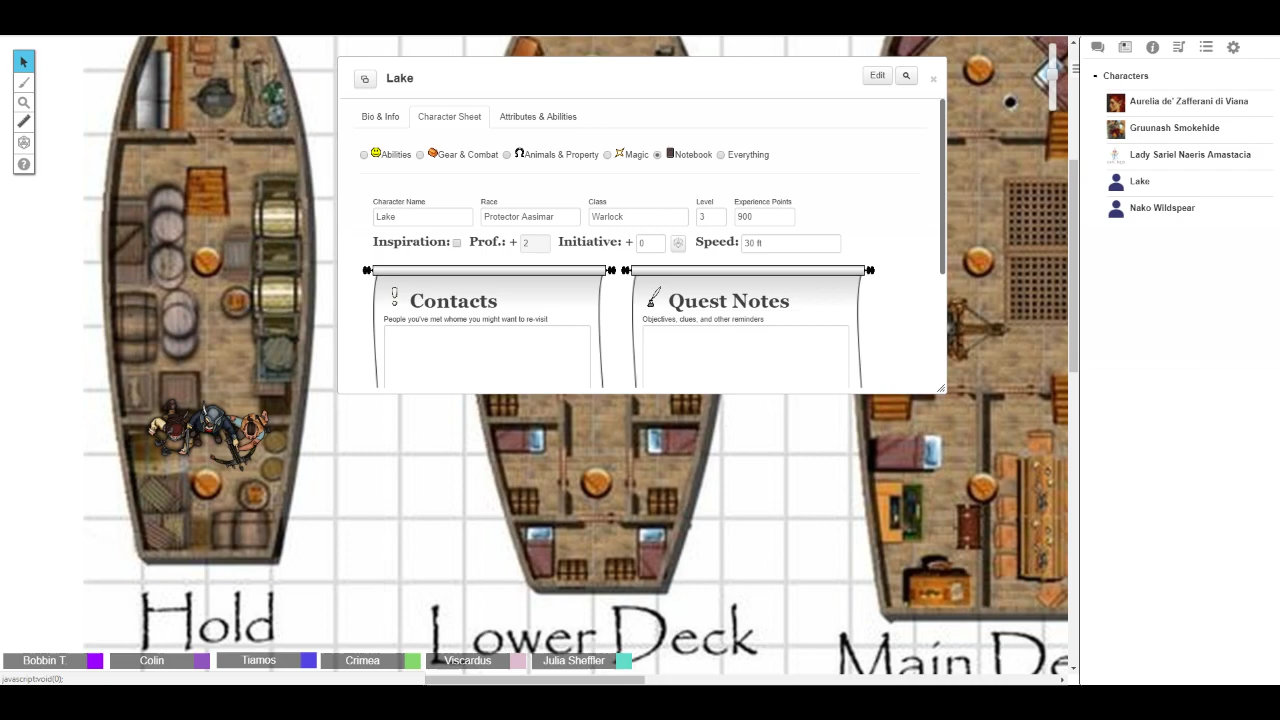 Lake
Edit
Bio & Info
Character Sheet
Attributes & Abilities
Abilities
Gear & Combat
Animals & Property
Magic
Notebook
Everything
Character Name
Race
Class
Level
Experience Points
Lake
Protector Aasimar
Warlock
3
900
Inspiration:
Prof.: + 2
Initiative: + 0
Speed: 30 ft
Contacts
People you've met whome you might want to re-visit
Quest Notes
Objectives, clues, and other reminders
Characters
Aurelia de' Zafferani di Viana
Gruunash Smokehide
Lady Sariel Naeris Amastacia
Lake
Nako Wildspear
Hold
Lower Deck
Main De
Bobbin T.
Colin
Tiamos
Crimea
Viscardus
Julia Sheffler
javascript:void(0);